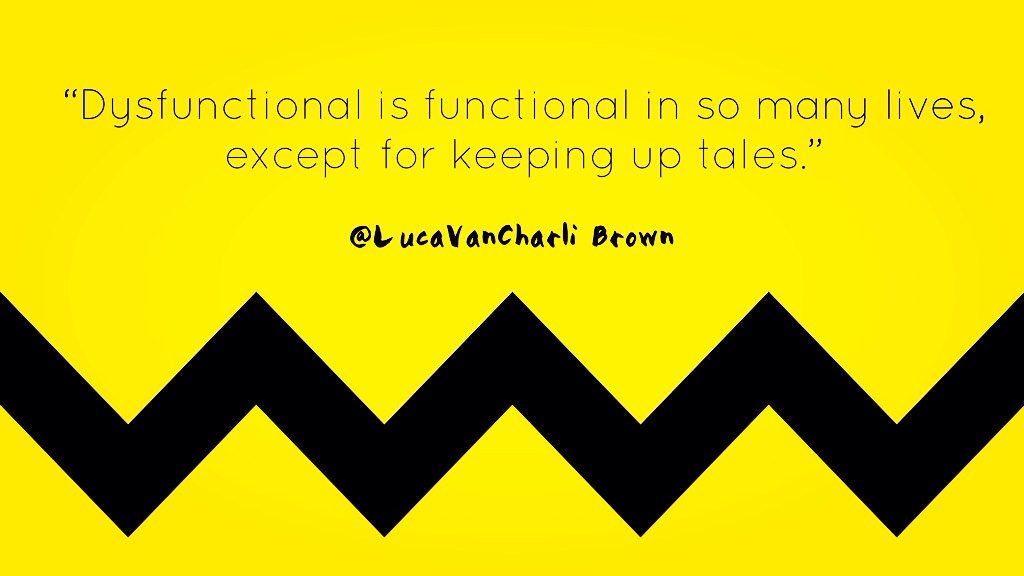 “Dysfunctional is functional in so many lives,
except for keeping up tales.”
@LucaVanCharli Brown